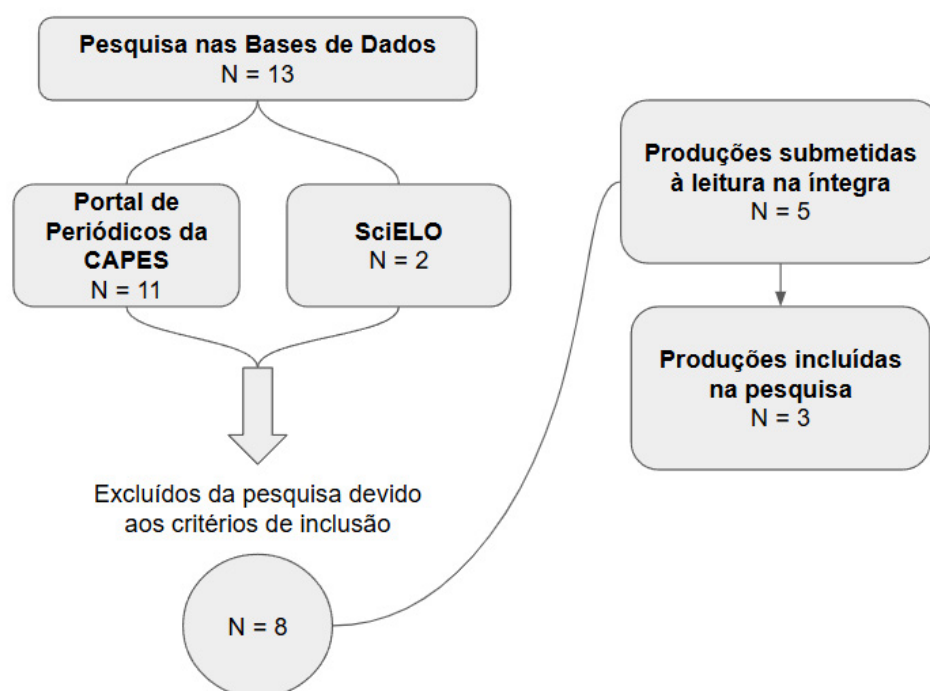 Pesquisa nas Bases de Dados
N = 13
Portal de
Periódicos da
CAPES
N = 11
SciELO
N = 2
Excluídos da pesquisa devido
aos critérios de inclusão
N = 8
Produções submetidas
à leitura na íntegra
N = 5
Produções incluídas
na pesquisa
N = 3